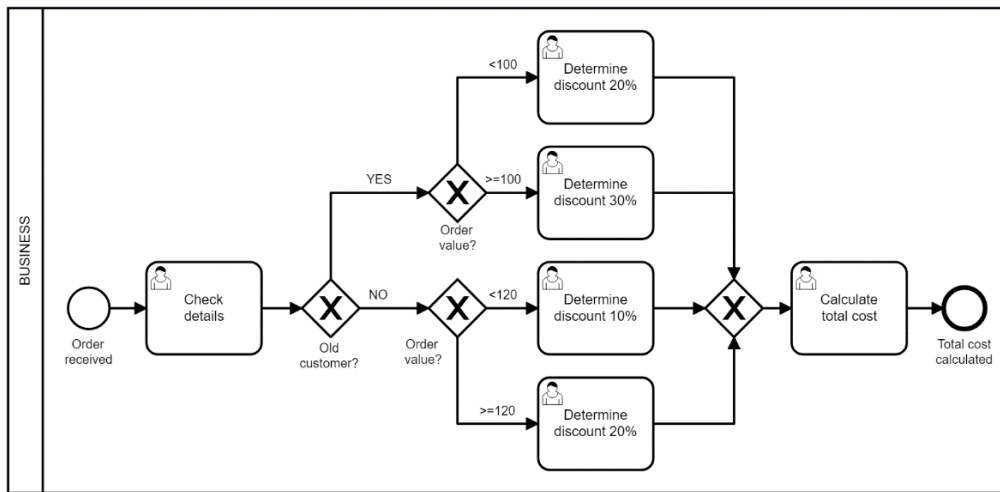 BUSINESS
Order
received
Check
details
Old
customer?
YES
NO
Order
value?
<100
>=100
Determine
discount 20%
Determine
discount 30%
Order
value?
<120
>=120
Determine
discount 10%
Determine
discount 20%
Calculate
total cost
Total cost
calculated